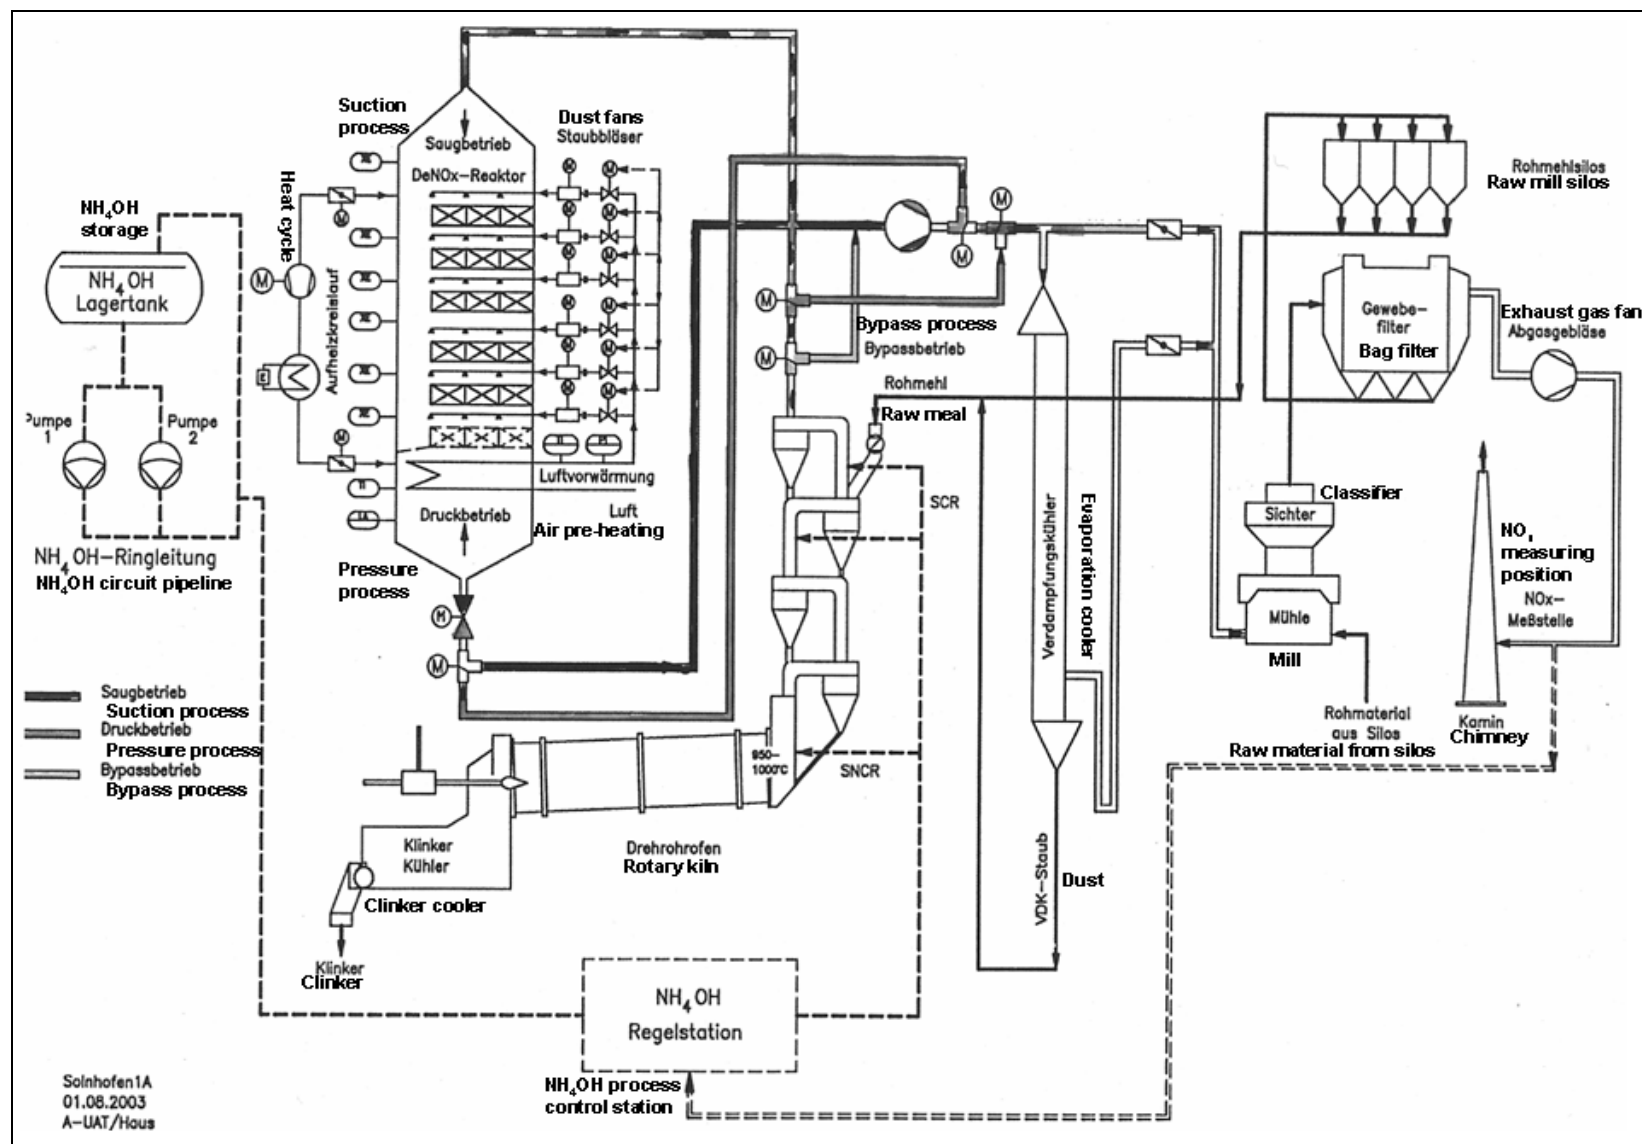 Suction
process
Saugbetrieb
DeNOx-Reaktor
Dust fans
Staubbläser
Heat cycle
Aufheizkreislauf
NH4OH
storage
NH4OH
Lagertank
Pumpe
1
Pumpe
2
NH4OH-Ringleitung
NH4OH circuit pipeline
Luftvorwärmung
Luft
Air pre-heating
Druckbetrieb
Pressure
process
Saugbetrieb
Suction process
Druckbetrieb
Pressure process
Bypassbetrieb
Bypass process
M
M
M
M
M
M
M
M
Bypass process
Bypassbetrieb
Rohmehl
Raw meal
SCR
950-
1000°C
SNCR
Klinker
Kühler
Clinker cooler
Drehrohrofen
Rotary kiln
Klinker
Clinker
Verdampfungskühler
Evaporation cooler
VDK-Staub
Dust
Rohmehlsilos
Raw mill silos
Gewebe-
filter
Bag filter
Exhaust gas fan
Abgasgebläse
Classifier
Sichter
Mühle
Mill
Rohmaterial
aus Silos
Raw material from silos
NOx
measuring
position
NOx-
Meßstelle
Kamin
Chimney
NH4OH
Regelstation
NH4OH process
control station
Solnhofen1A
01.08.2003
A-UAT/Haus